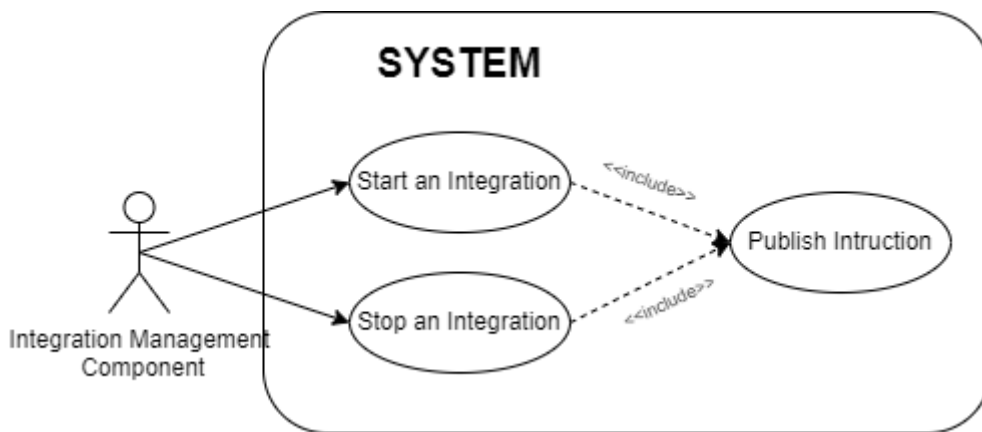 SYSTEM
Start an Integration
<<include>>
Publish Intruction
Stop an Integration
<<include>>
Integration Management
Component